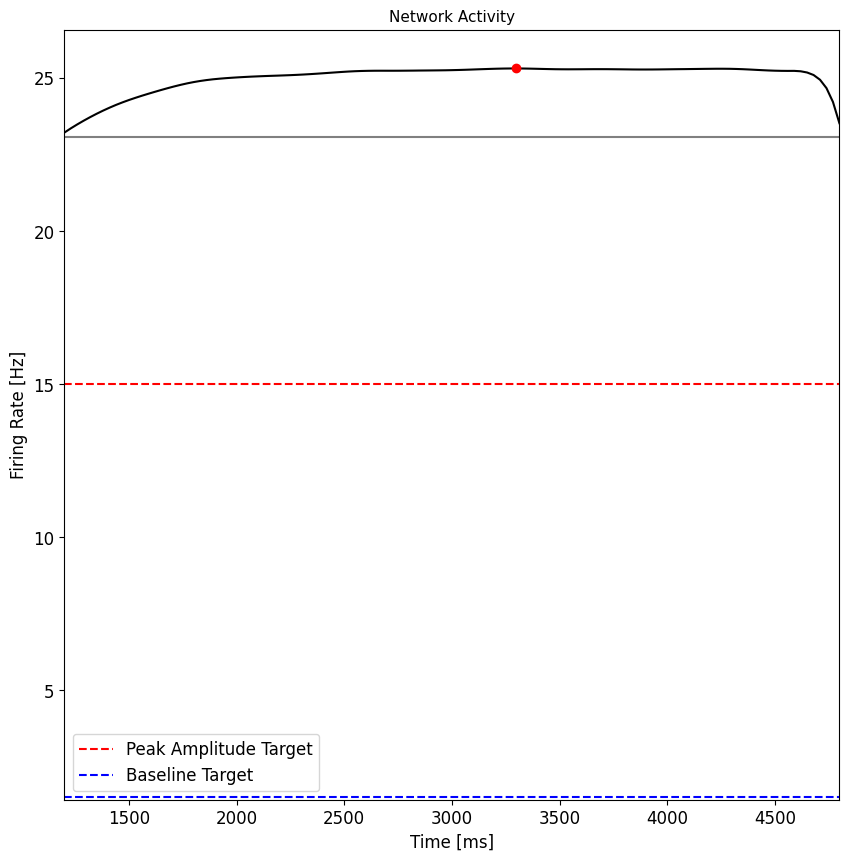 Network Activity
Firing Rate [Hz]
25
20
15
10
5
Peak Amplitude Target
Baseline Target
1500 2000 2500 3000 3500 4000 4500
Time [ms]